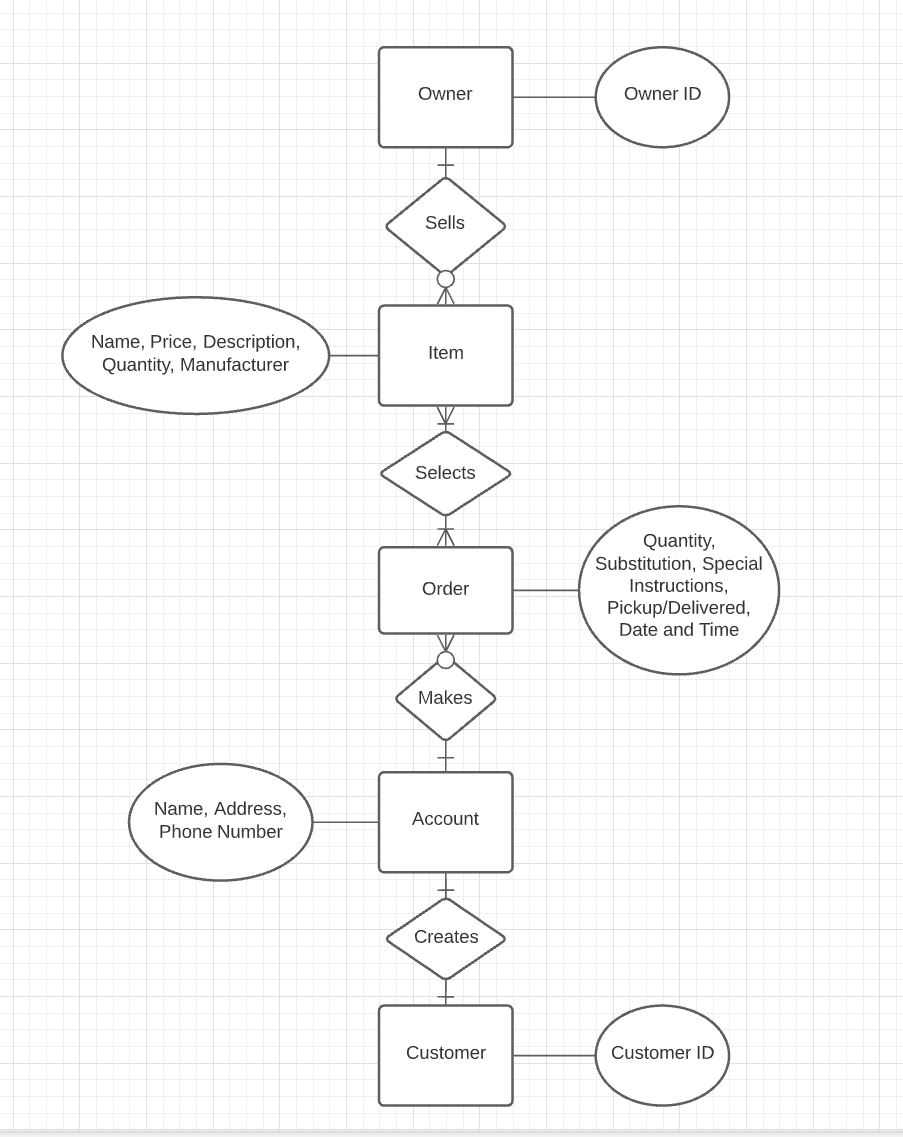 Owner
Owner ID
Sells
Name, Price, Description,
Quantity, Manufacturer
Item
Selects
Order
Quantity,
Substitution, Special
Instructions,
Pickup/Delivered,
Date and Time
Makes
Name, Address,
Phone Number
Account
Creates
Customer
Customer ID